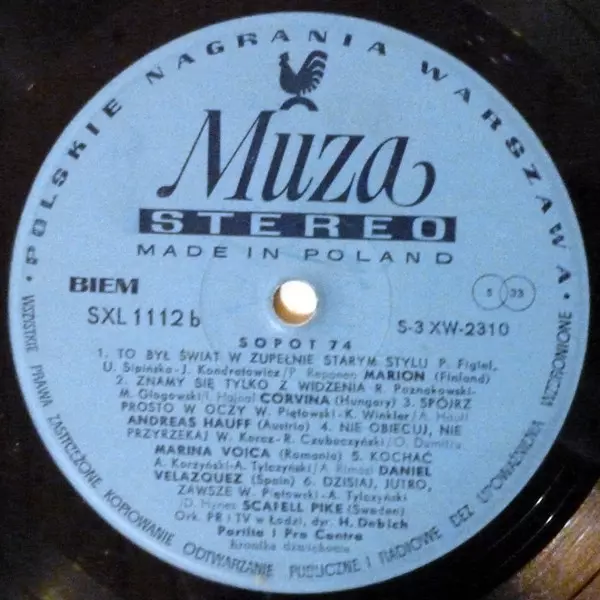 • POLSKIE NAGRANIA WARSZAWA •
Muza
STEREO
MADE IN POLAND
BIEM
SXL 1112 b
S 33
S-3 XW-2310
SOPOT 74
1. TO BYŁ ŚWIAT W ZUPEŁNIE STARYM STYLU P. Figiel,
U. Sipińska-J. Kondratowicz/P. Reponen MARION (Finland)
2. ZNAMY SIĘ TYLKO Z WIDZENIA R. Poznakowski-
M. Głogowski/I. Hajnal CORVINA (Hungary) 3. SPÓJRZ
PROSTO W OCZY W. Piętowski-K. Winkler/A. Hauff
ANDREAS HAUFF (Austria) 4. NIE OBIECUJ, NIE
PRZYRZEKAJ W. Korcz-R. Czubaczyński/O. Dumitru
MARINA VOICA (Romania) 5. KOCHAĆ
A. Korzyński-A. Tylczyński/A. DANIEL
VELAZQUEZ (Spain) 6. DZISIAJ, JUTRO,
ZAWSZE W. Piętowski-A. Tylczyński
/D. Hynes SCAFELL PIKE (Sweden)
Ork. PR i TV w Łodzi, dyr. H. Debich
Partita i Pro Contra
Kronika dźwiękowa
WSZYSTKIE PRAWA ZASTRZEŻONE KOPIOWANIE ODTWARZANIE PUBLICZNE I RADIOWE BEZ UPOWAŻNIENIA WZBRONIONE •